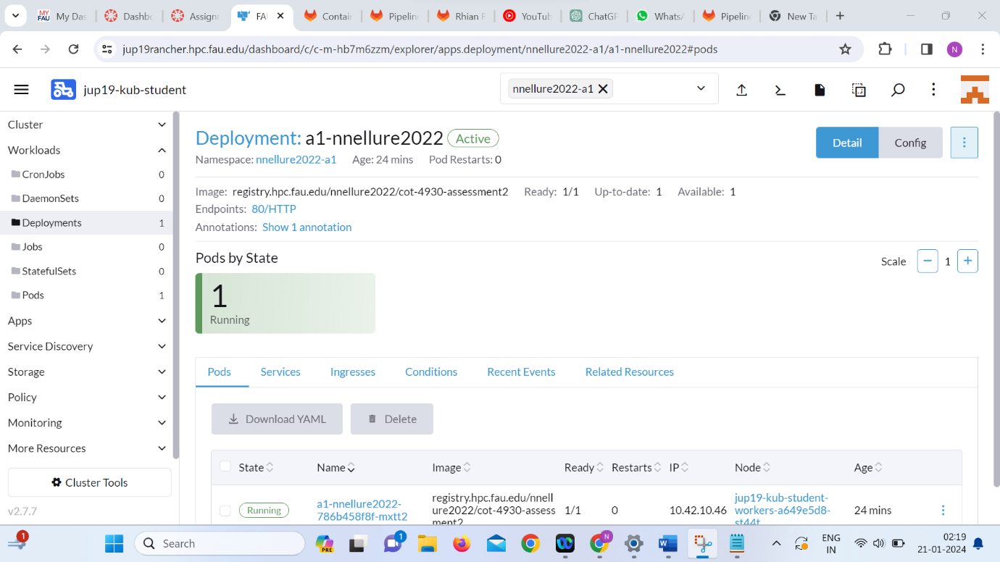 My Das
Dashbo
Assignr
FAU
Contain
Pipeline
Rhian R
YouTub
ChatGP
WhatsA
Pipeline
New Ta
jup19rancher.hpc.fau.edu/dashboard/c/c-m-hb7m6zzm/explorer/apps.deployment/nnellure2022-a1/a1-nnellure2022#pods
N
jup19-kub-student
nnellure2022-a1
Cluster
Workloads
CronJobs 0
DaemonSets 0
Deployments 1
Jobs 0
StatefulSets 0
Pods 1
Apps
Service Discovery
Storage
Policy
Monitoring
More Resources
Cluster Tools
v2.7.7
Deployment: a1-nnellure2022 Active
Detail Config
Namespace: nnellure2022-a1 Age: 24 mins Pod Restarts: 0
Image: registry.hpc.fau.edu/nnellure2022/cot-4930-assessment2 Ready: 1/1 Up-to-date: 1 Available: 1
Endpoints: 80/HTTP
Annotations: Show 1 annotation
Pods by State
Scale − 1 +
1
Running
Pods Services Ingresses Conditions Recent Events Related Resources
Download YAML Delete
State Name Image Ready Restarts IP Node Age
Running
a1-nnellure2022-
786b458f8f-mxtt2
registry.hpc.fau.edu/nnell
ure2022/cot-4930-assess
ment2
1/1 0 10.42.10.46
jup19-kub-student-
workers-a649e5d8-
st44t
24 mins
1
Search
PRE
1
N
ENG
IN
02:19
21-01-2024